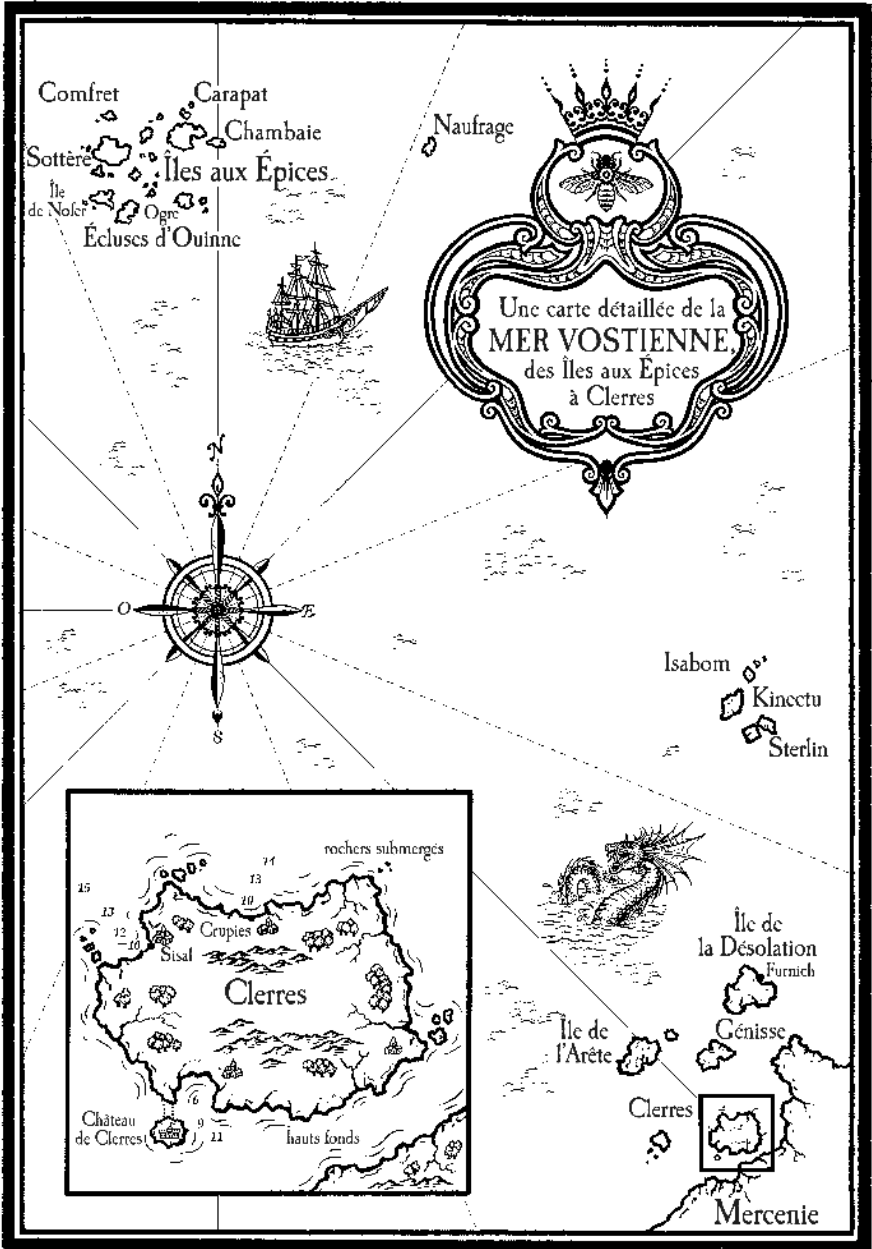 Comfret
Carapat
Chambaie
Sottère
Îles aux Épices
Île
de Nofer
Ogre
Écluses d'Ouinne
Naufrage
Une carte détaillée de la
MER VOSTIENNE,
des Îles aux Épices
à Clerres
N
O
E
S
Isabom
Kinectu
Sterlin
rochers submergés
14
13
10
15
13
12
10
Crupies
Sisal
Clerres
Château
de Clerres
6
9
11
hauts fonds
Île de
la Désolation
Furnich
Île de
l'Arête
Génisse
Clerres
Mercenie